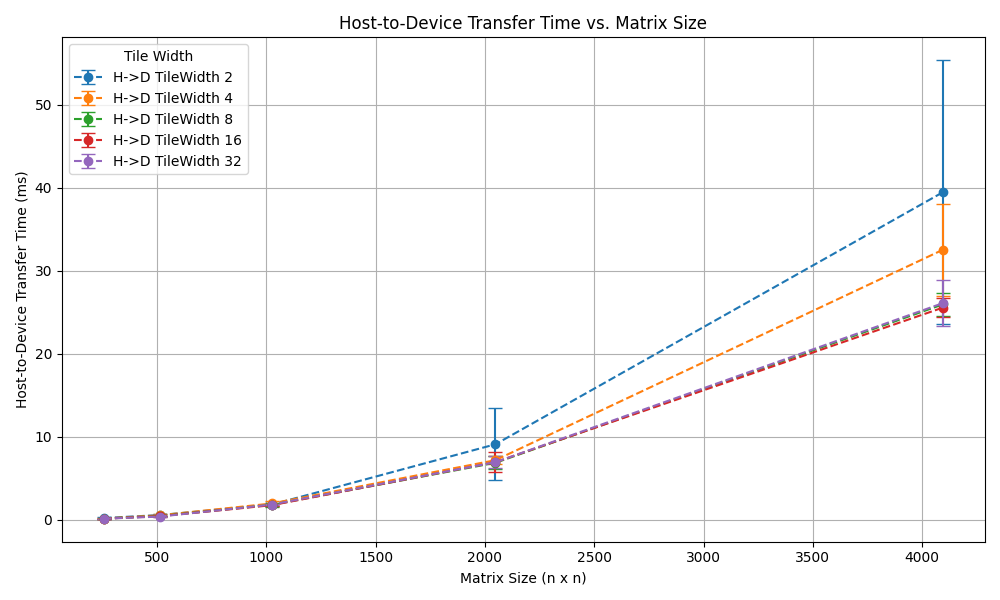 Host-to-Device Transfer Time vs. Matrix Size
Host-to-Device Transfer Time (ms)
50
40
30
20
10
0
Tile Width
H->D TileWidth 2
H->D TileWidth 4
H->D TileWidth 8
H->D TileWidth 16
H->D TileWidth 32
500 1000 1500 2000 2500 3000 3500 4000
Matrix Size (n x n)